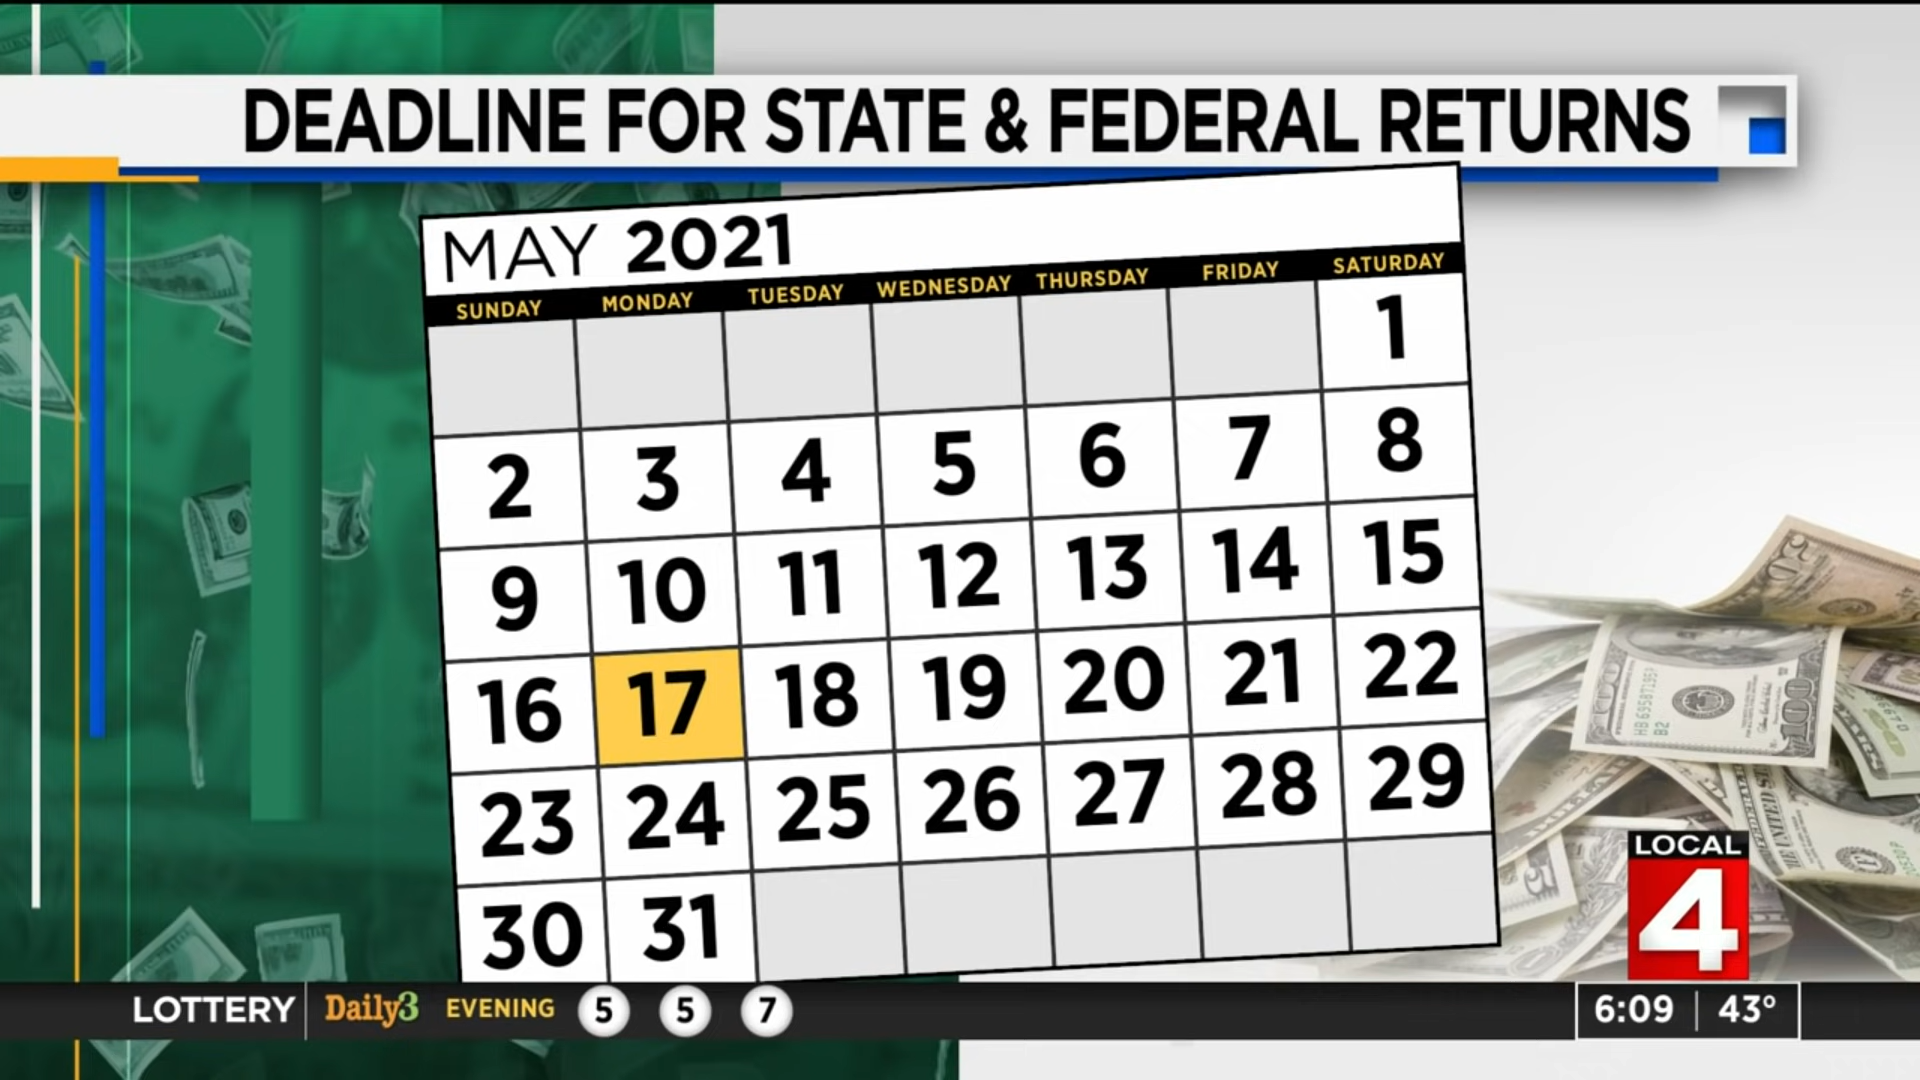 DEADLINE FOR STATE & FEDERAL RETURNS
MAY 2021
SUNDAY MONDAY TUESDAY WEDNESDAY THURSDAY FRIDAY SATURDAY
1
2 3 4 5 6 7 8
9 10 11 12 13 14 15
16 17 18 19 20 21 22
23 24 25 26 27 28 29
30 31
LOCAL
4
LOTTERY Daily3 EVENING 5 5 7
6:09 43°